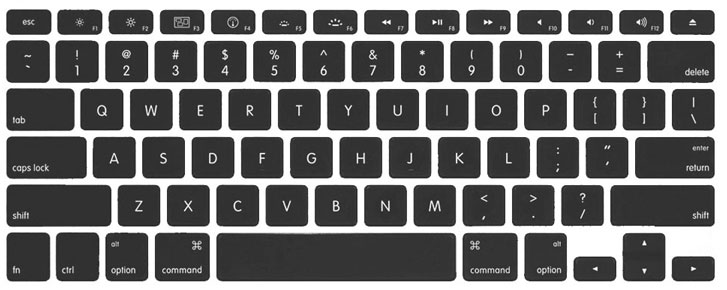 esc F1 F2 F3 F4 F5 F6 F7 F8 F9 F10 F11 F12
~ ! @ # $ % ^ & * ( ) – +
` 1 2 3 4 5 6 7 8 9 0 - = delete
tab Q W E R T Y U I O P { [ } ] | \
caps lock A S D F G H J K L : ; “ ‘ enter return
shift Z X C V B N M < , > . ? / shift
fn ctrl alt option ⌘ command ⌘ command alt option ◄ ▲ ▼ ►